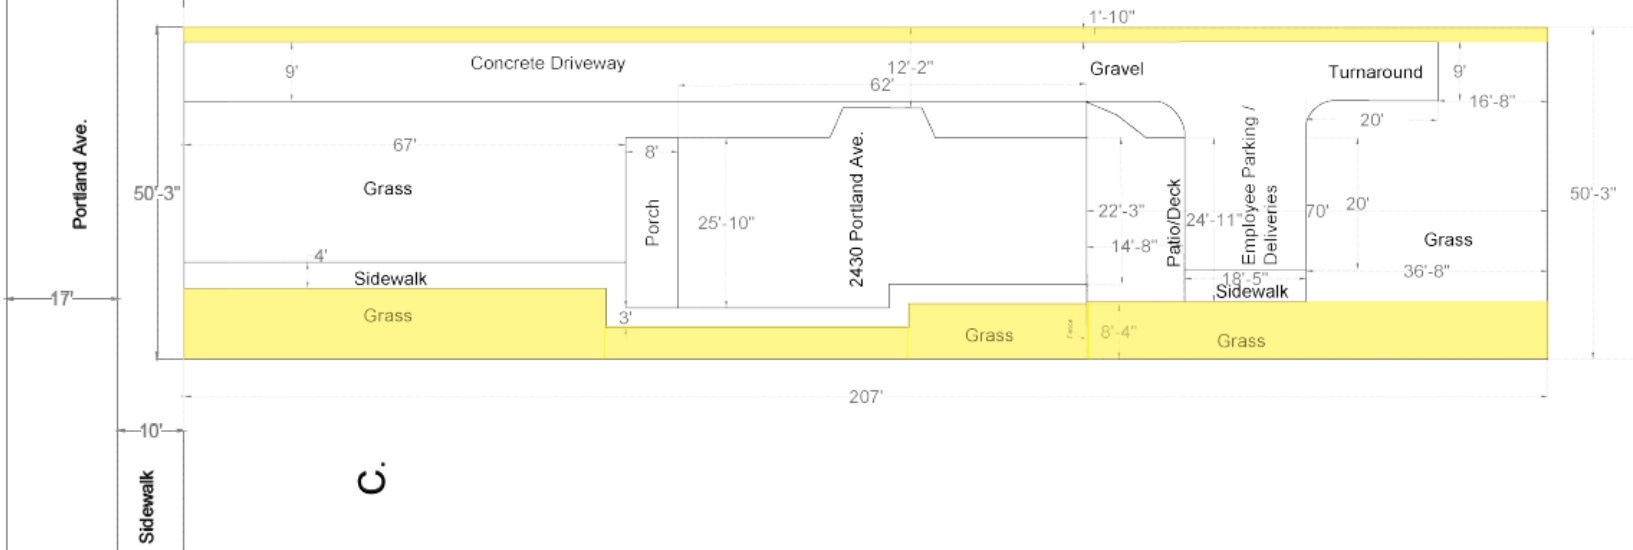 1'-10"
Concrete Driveway
9'
12'-2"
62'
Gravel
Turnaround
9'
16'-8"
20'
Portland Ave.
50'-3"
67'
8'
Grass
Porch
25'-10"
2430 Portland Ave.
22'-3"
14'-8"
Patio/Deck
24'-11"
Employee Parking /
Deliveries
70'
20'
Grass
36'-8"
50'-3"
4'
Sidewalk
18'-5"
Sidewalk
17'
Grass
3'
Grass
8'-4"
Grass
207'
10'
Sidewalk
C.